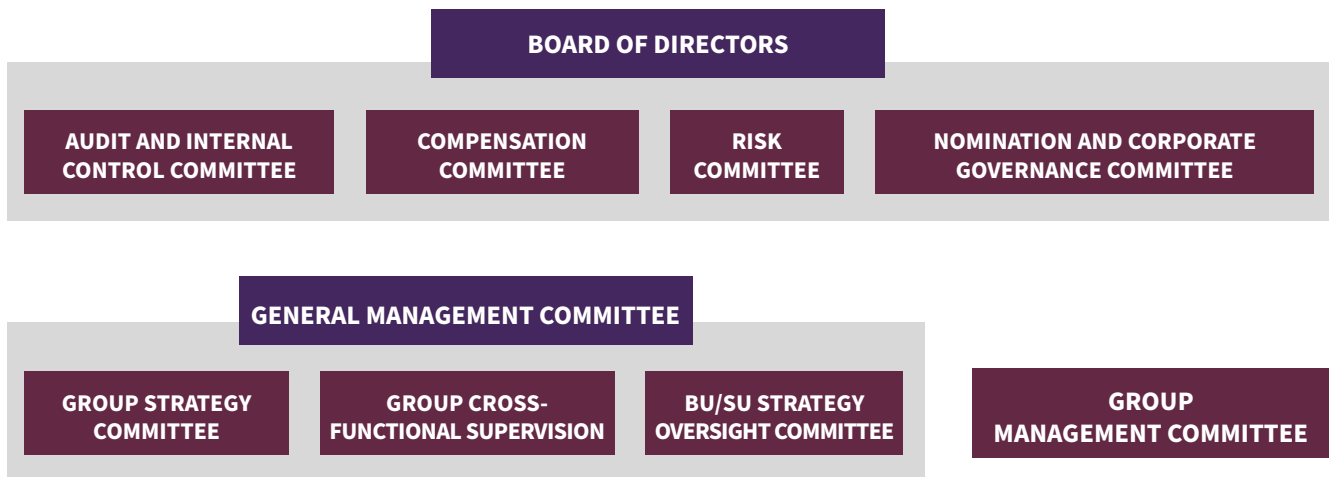 BOARD OF DIRECTORS
AUDIT AND INTERNAL
CONTROL COMMITTEE
COMPENSATION
COMMITTEE
RISK
COMMITTEE
NOMINATION AND CORPORATE
GOVERNANCE COMMITTEE
GENERAL MANAGEMENT COMMITTEE
GROUP STRATEGY
COMMITTEE
GROUP CROSS-
FUNCTIONAL SUPERVISION
BU/SU STRATEGY
OVERSIGHT COMMITTEE
GROUP
MANAGEMENT COMMITTEE